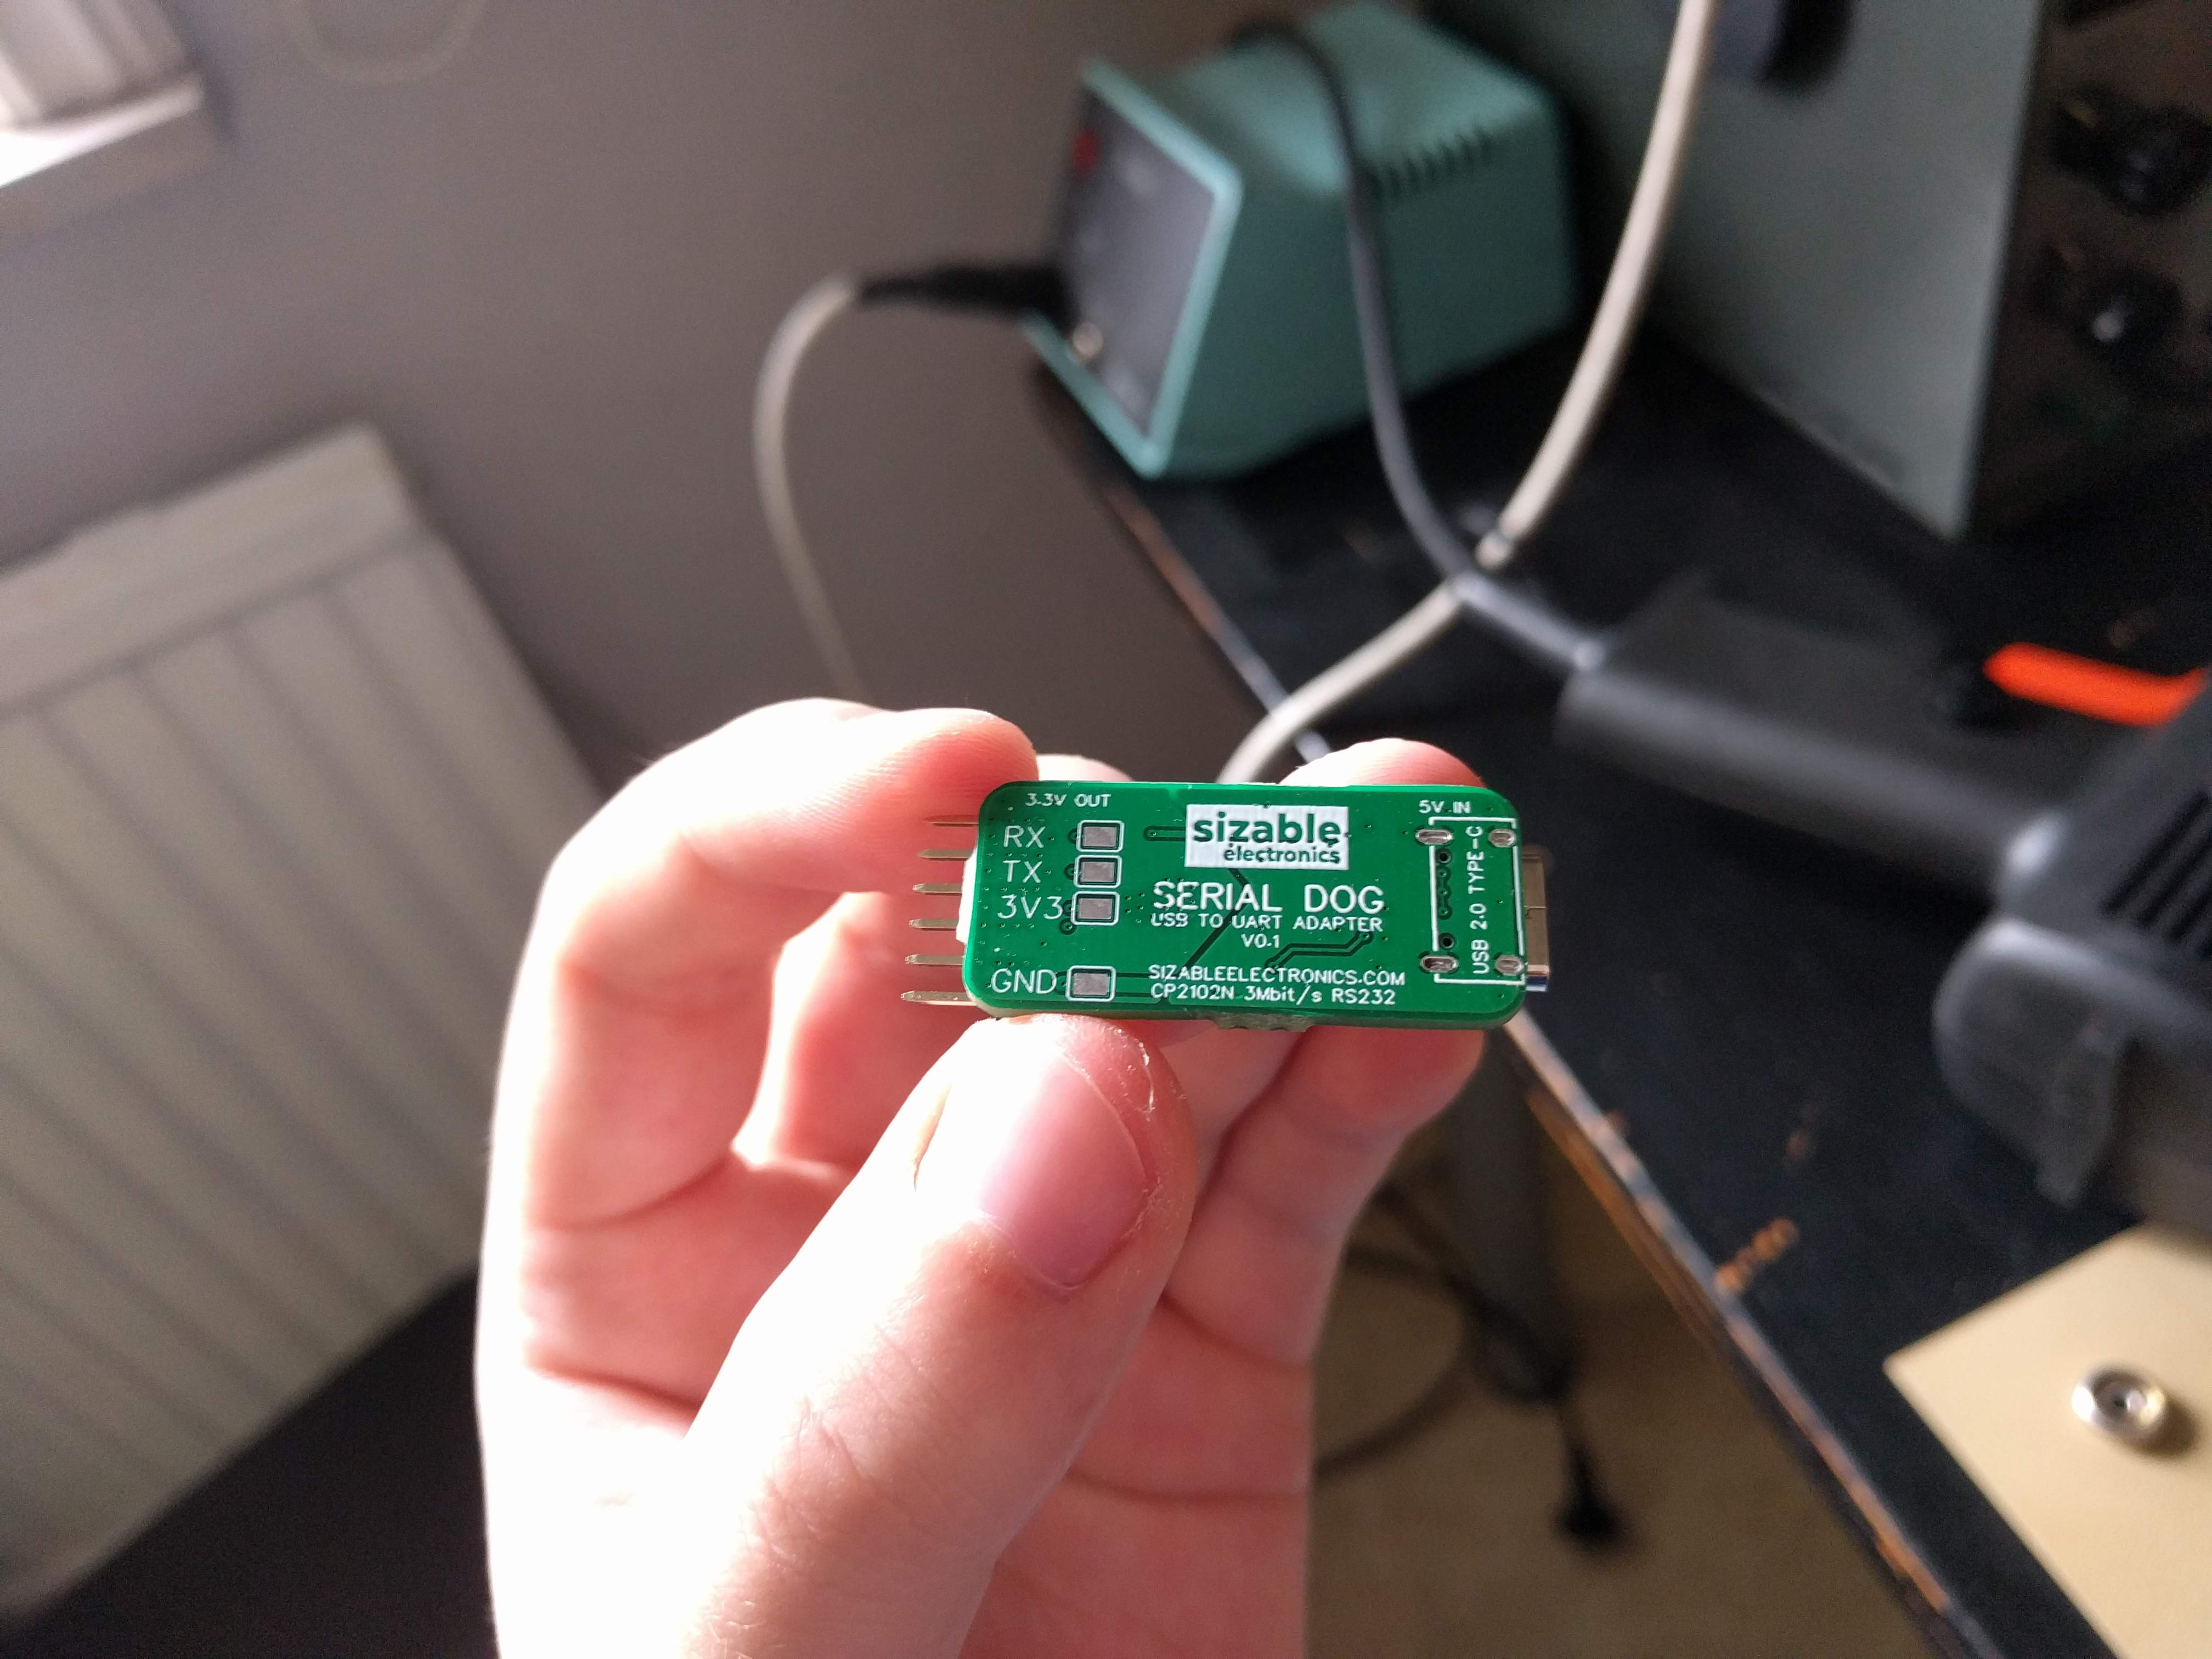 3.3V OUT
RX
TX
3V3
GND
sizable
electronics
SERIAL DOG
USB TO UART ADAPTER
V0.1
SIZABLEELECTRONICS.COM
CP2102N 3Mbit/s RS232
5V IN
USB 2.0 TYPE-C